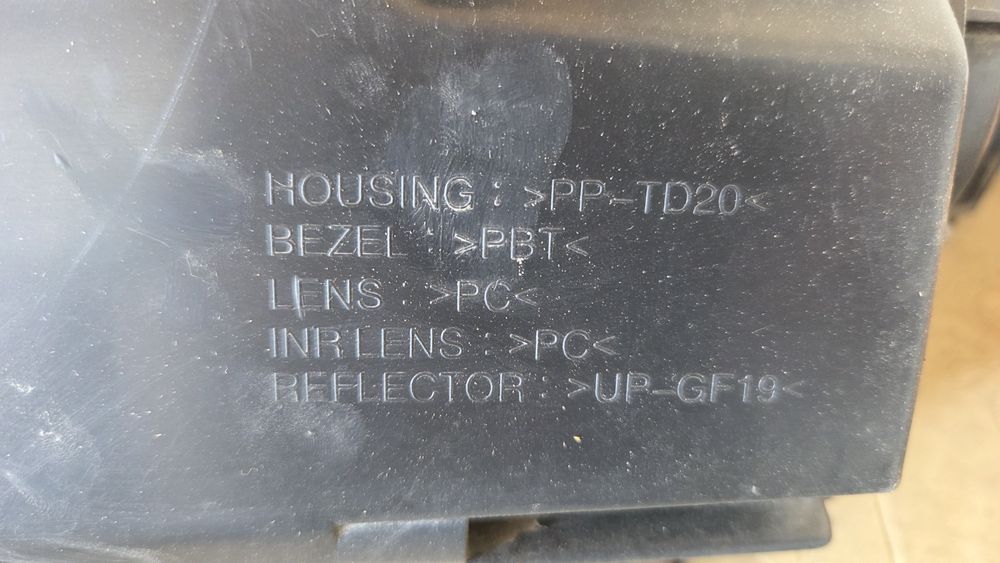 HOUSING : >PP-TD20<
BEZEL : >PBT<
LENS : >PC<
INR LENS : >PC<
REFLECTOR : >UP-GF19<